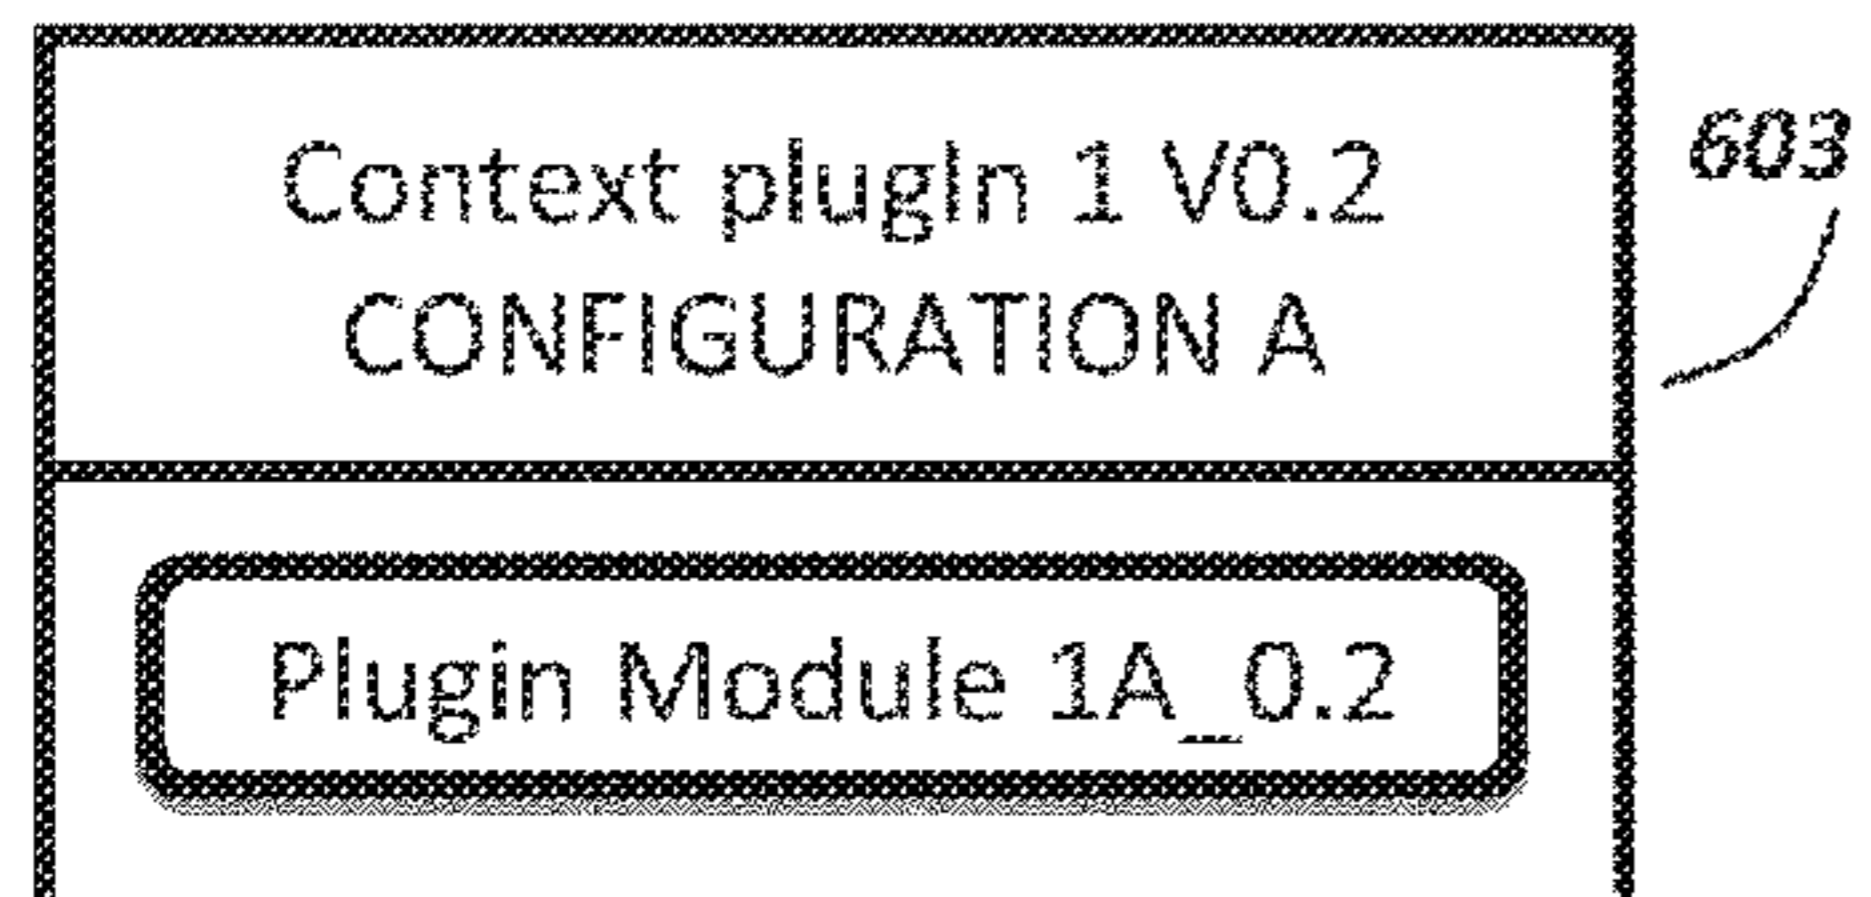 Context plugIn 1 V0.2
CONFIGURATION A
603
Plugin Module 1A_0.2